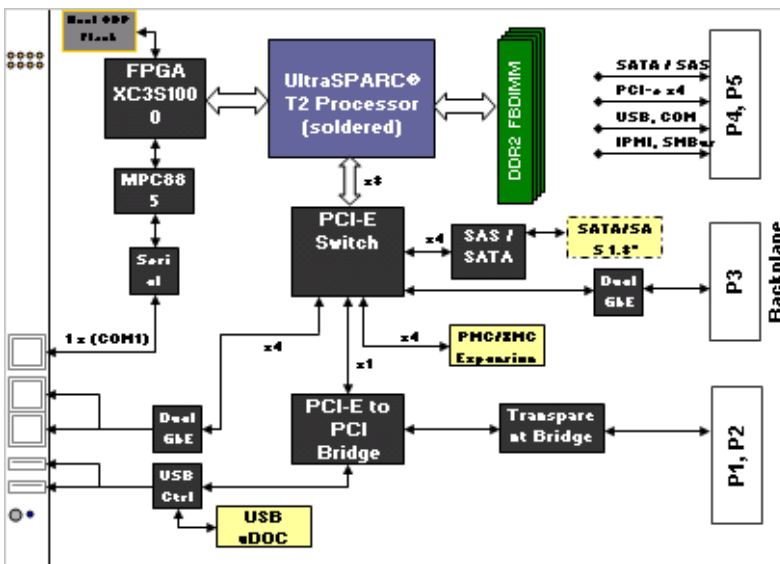 Flash
FPGA
XC3S100
0
UltraSPARC®
T2 Processor
(soldered)
DDR2 FBDIMM
SATA / SAS
PCI-e x4
USB, COM
IPMI, SMBus
P4, P5
MPC88
5
x8
PCI-E
Switch
x4
SAS /
SATA
SATA/SA
S 1.8"
Seri
al
Dual
GbE
P3
Backplane
1 x (COM1)
x4
x4
PMC/XMC
Expansion
x1
Dual
GbE
PCI-E to
PCI
Bridge
Transpare
nt Bridge
P1, P2
USB
Ctrl
USB
uDOC